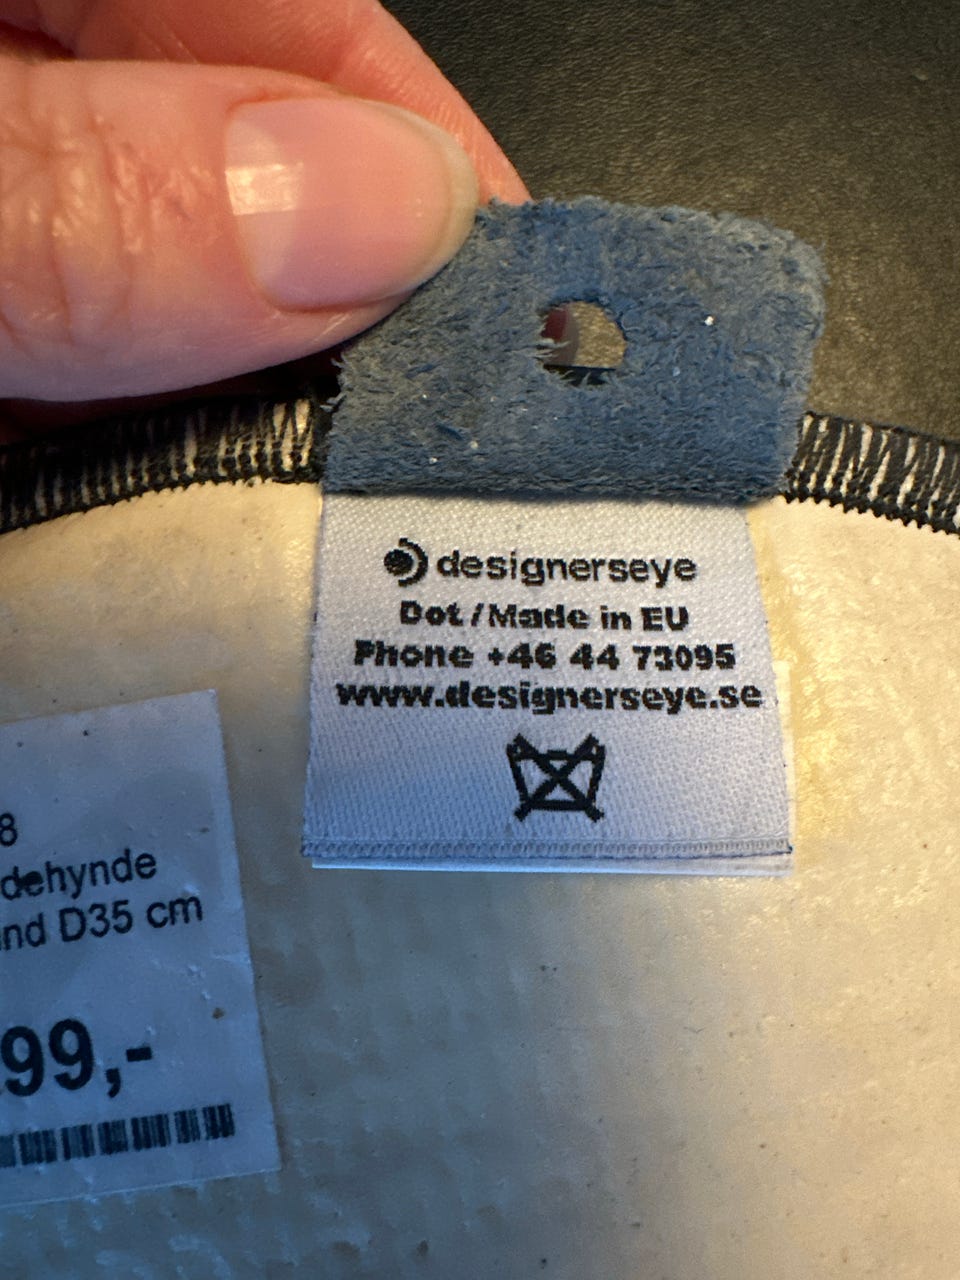 designerseye
Dot / Made in EU
Phone +46 44 73095
www.designerseye.se
8
dehynde
nd D35 cm
99,-